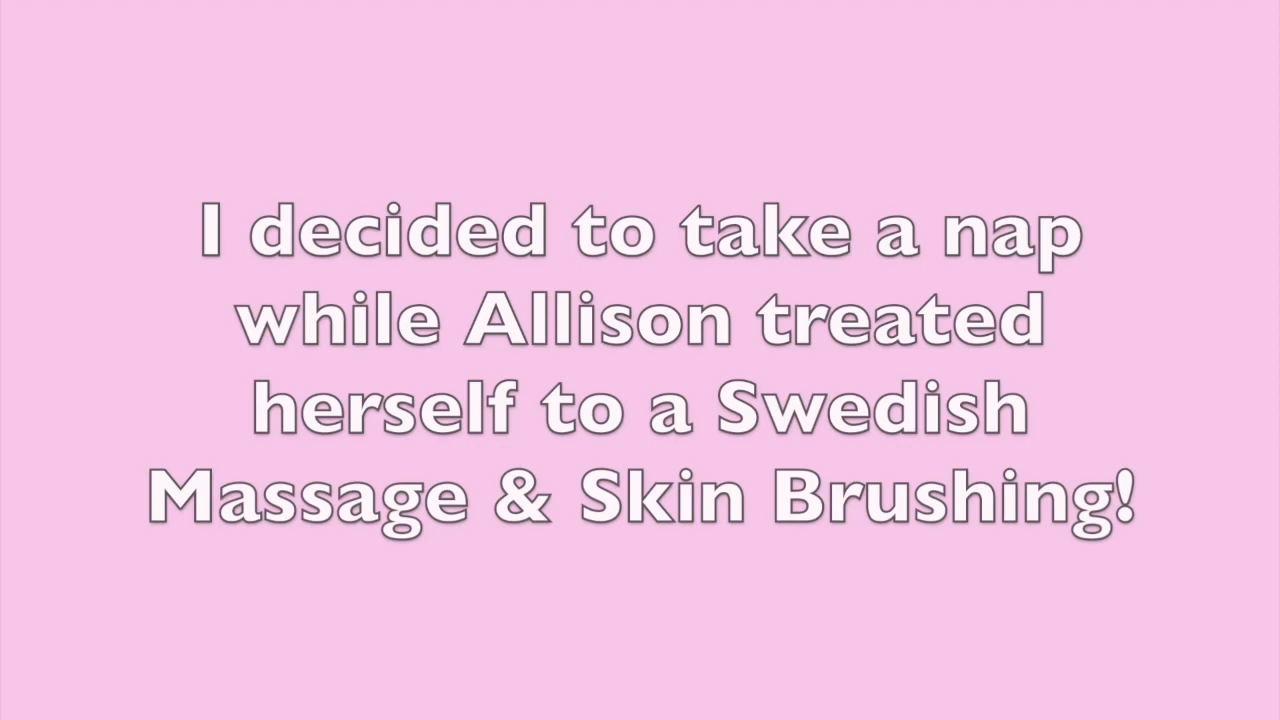 I decided to take a nap
while Allison treated
herself to a Swedish
Massage & Skin Brushing!